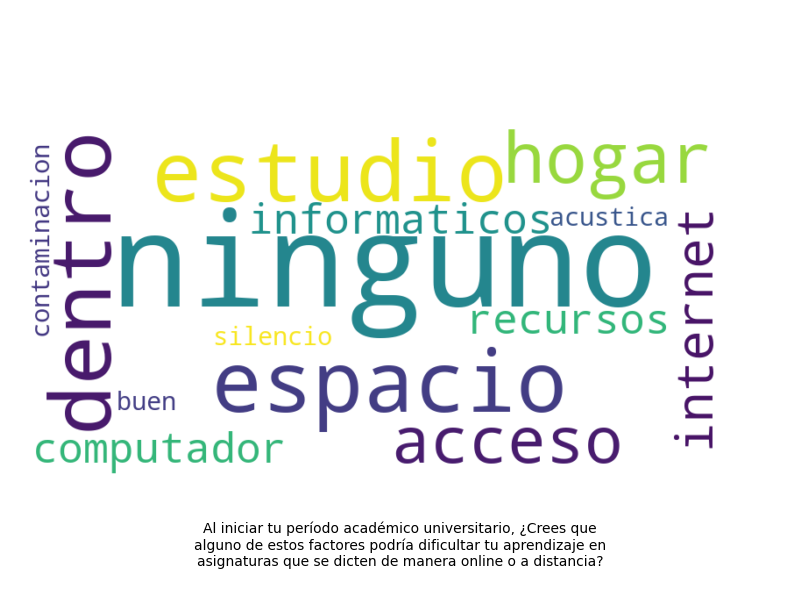 contaminacion
dentro
estudio
hogar
informaticos
acustica
ninguno
internet
recursos
silencio
espacio
buen
acceso
computador
Al iniciar tu período académico universitario, ¿Crees que
alguno de estos factores podría dificultar tu aprendizaje en
asignaturas que se dicten de manera online o a distancia?